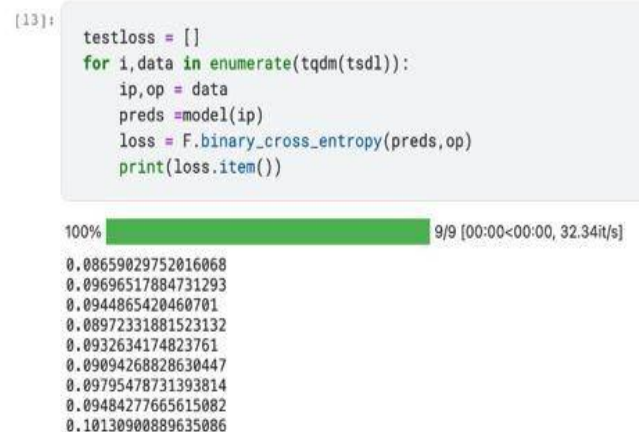 [13]:
testloss = []
for i,data in enumerate(tqdm(tsdl)):
    ip,op = data
    preds =model(ip)
    loss = F.binary_cross_entropy(preds,op)
    print(loss.item())
100% 9/9 [00:00<00:00, 32.34it/s]
0.08659029752016068
0.09696517884731293
0.0944865420460701
0.08972331881523132
0.0932634174823761
0.09094268828630447
0.09795478731393814
0.09484277665615082
0.10130900889635086